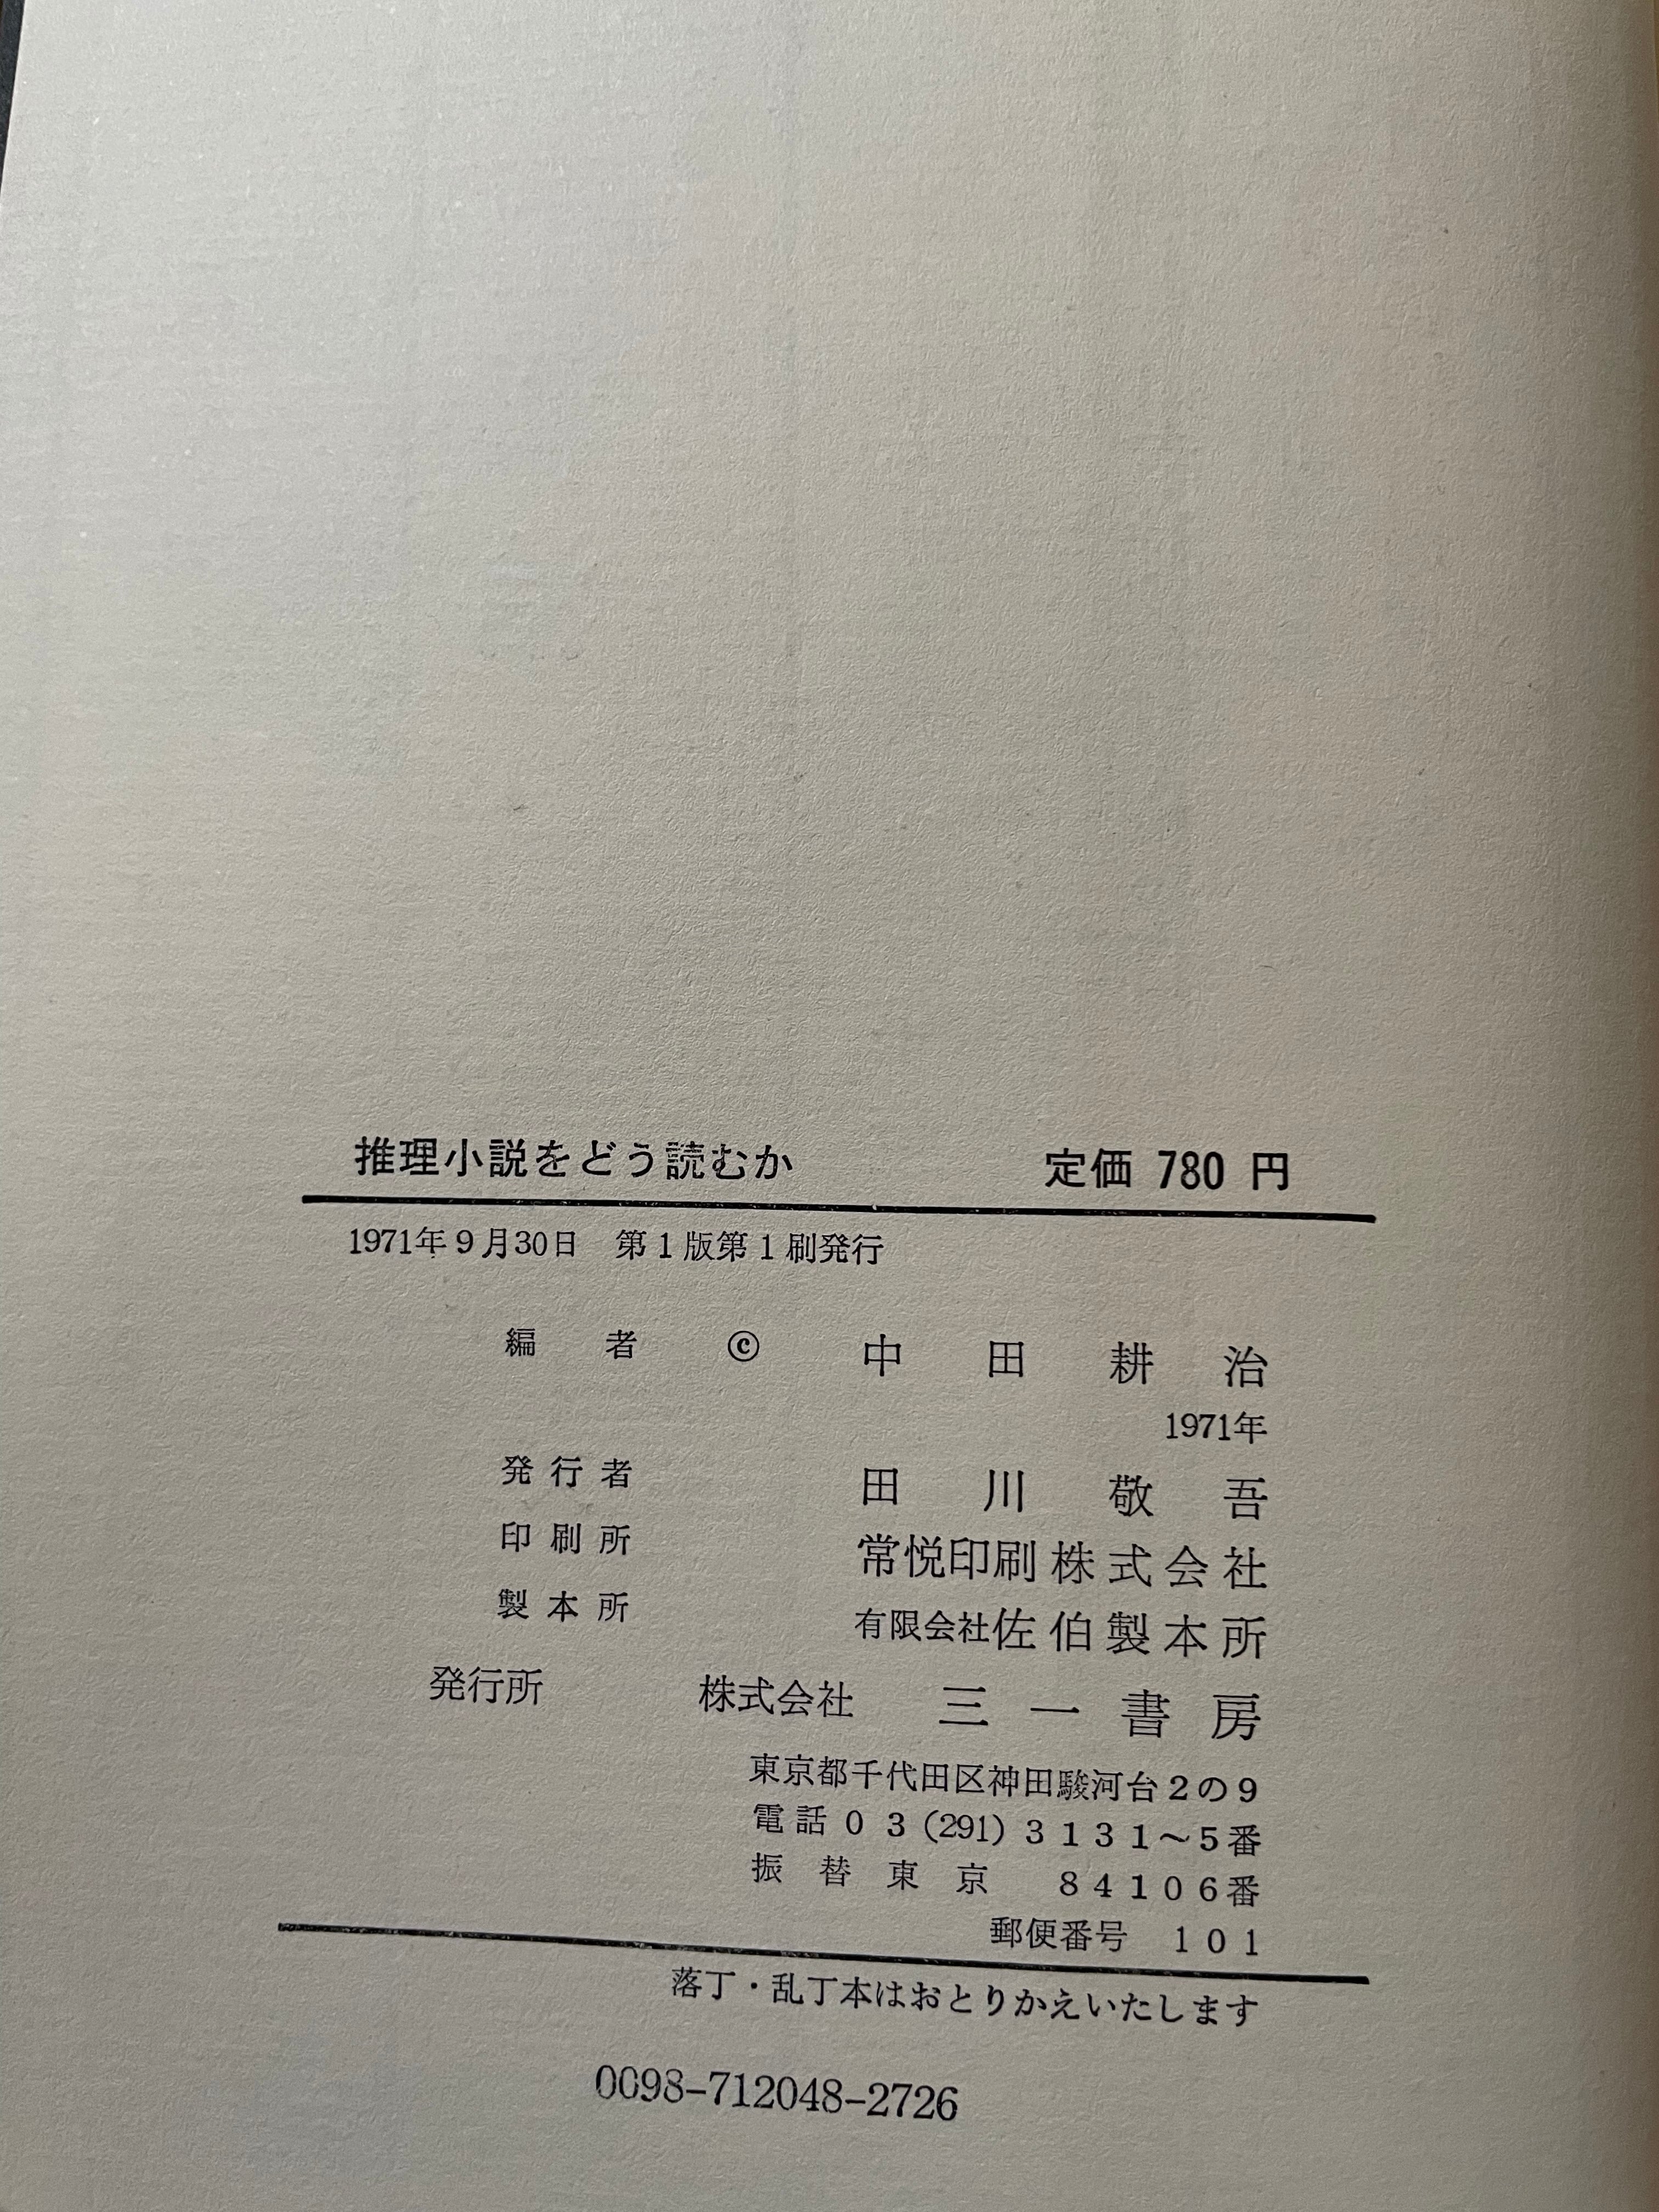 推理小説をどう読むか　定価 780 円
1971年9月30日　第1版第1刷発行
編者 ⓒ 中田耕治
1971年
発行者 田川敬吾
印刷所 常悦印刷株式会社
製本所 有限会社佐伯製本所
発行所 株式会社 三一書房
東京都千代田区神田駿河台2の9
電話03(291)3131〜5番
振替東京 84106番
郵便番号 101
落丁・乱丁本はおとりかえいたします
0098-712048-2726